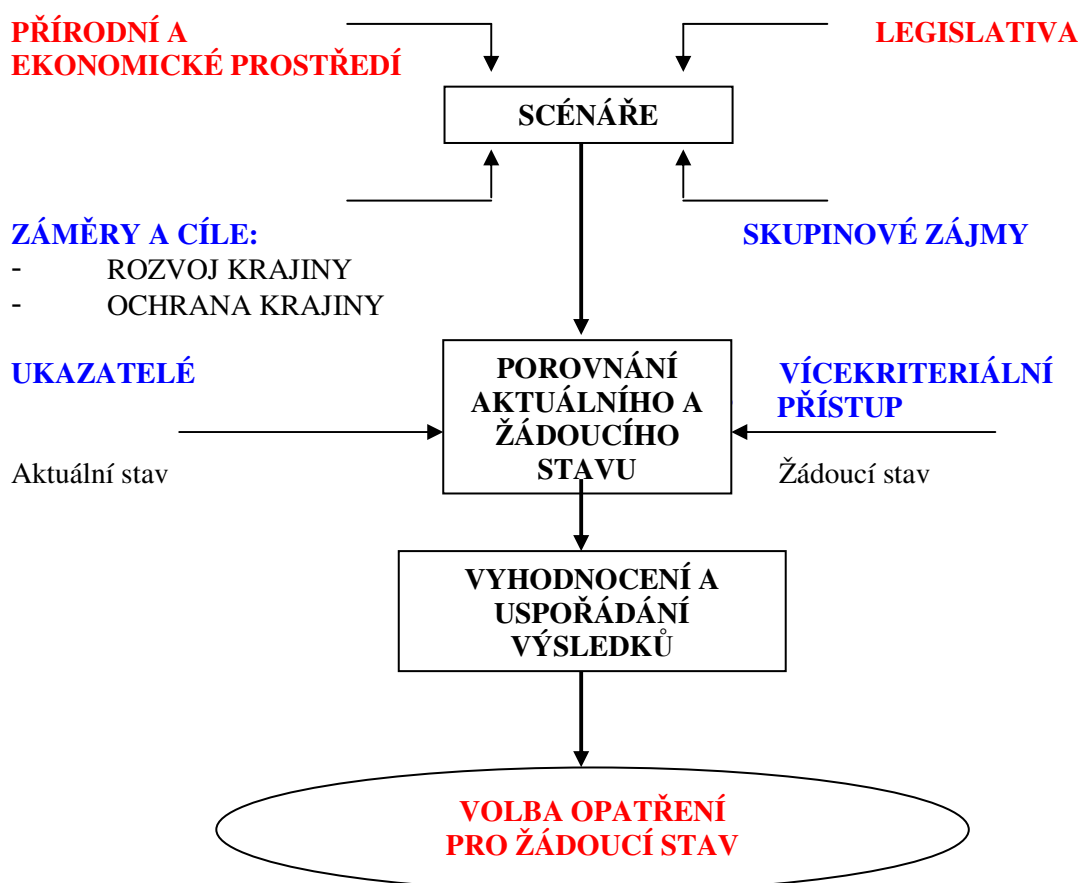 PŘÍRODNÍ A
EKONOMICKÉ PROSTŘEDÍ
LEGISLATIVA
SCÉNÁŘE
ZÁMĚRY A CÍLE:
- ROZVOJ KRAJINY
- OCHRANA KRAJINY
SKUPINOVÉ ZÁJMY
UKAZATELÉ
Aktuální stav
POROVNÁNÍ
AKTUÁLNÍHO A
ŽÁDOUCÍHO
STAVU
VÍCEKRITERIÁLNÍ
PŘÍSTUP
Žádoucí stav
VYHODNOCENÍ A
USPOŘÁDÁNÍ
VÝSLEDKŮ
VOLBA OPATŘENÍ
PRO ŽÁDOUCÍ STAV